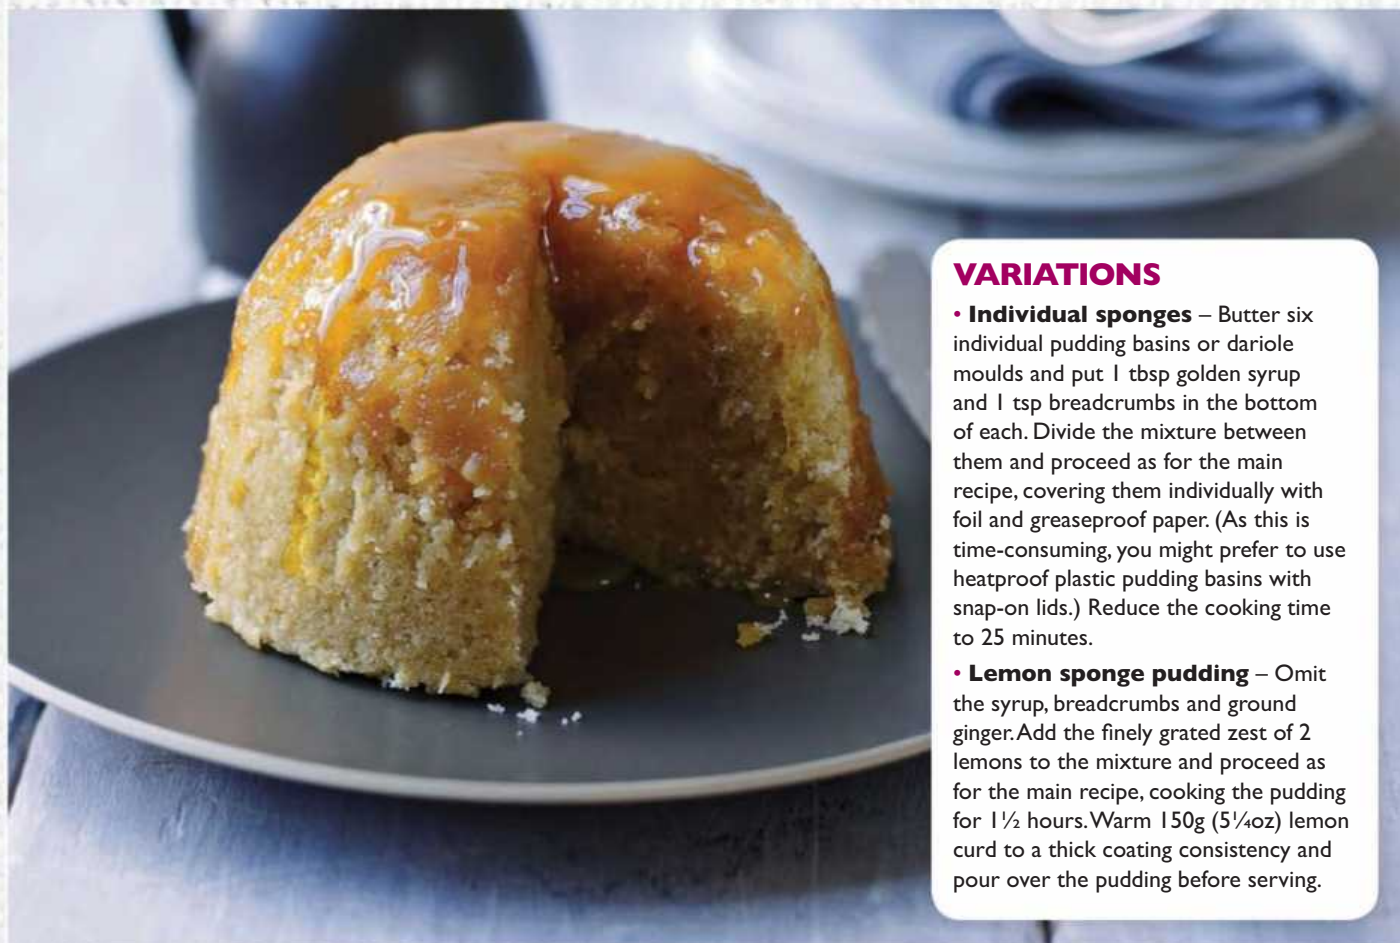 VARIATIONS
• Individual sponges – Butter six
individual pudding basins or dariole
moulds and put 1 tbsp golden syrup
and 1 tsp breadcrumbs in the bottom
of each. Divide the mixture between
them and proceed as for the main
recipe, covering them individually with
foil and greaseproof paper. (As this is
time-consuming, you might prefer to use
heatproof plastic pudding basins with
snap-on lids.) Reduce the cooking time
to 25 minutes.
• Lemon sponge pudding – Omit
the syrup, breadcrumbs and ground
ginger. Add the finely grated zest of 2
lemons to the mixture and proceed as
for the main recipe, cooking the pudding
for 1½ hours. Warm 150g (5¼oz) lemon
curd to a thick coating consistency and
pour over the pudding before serving.